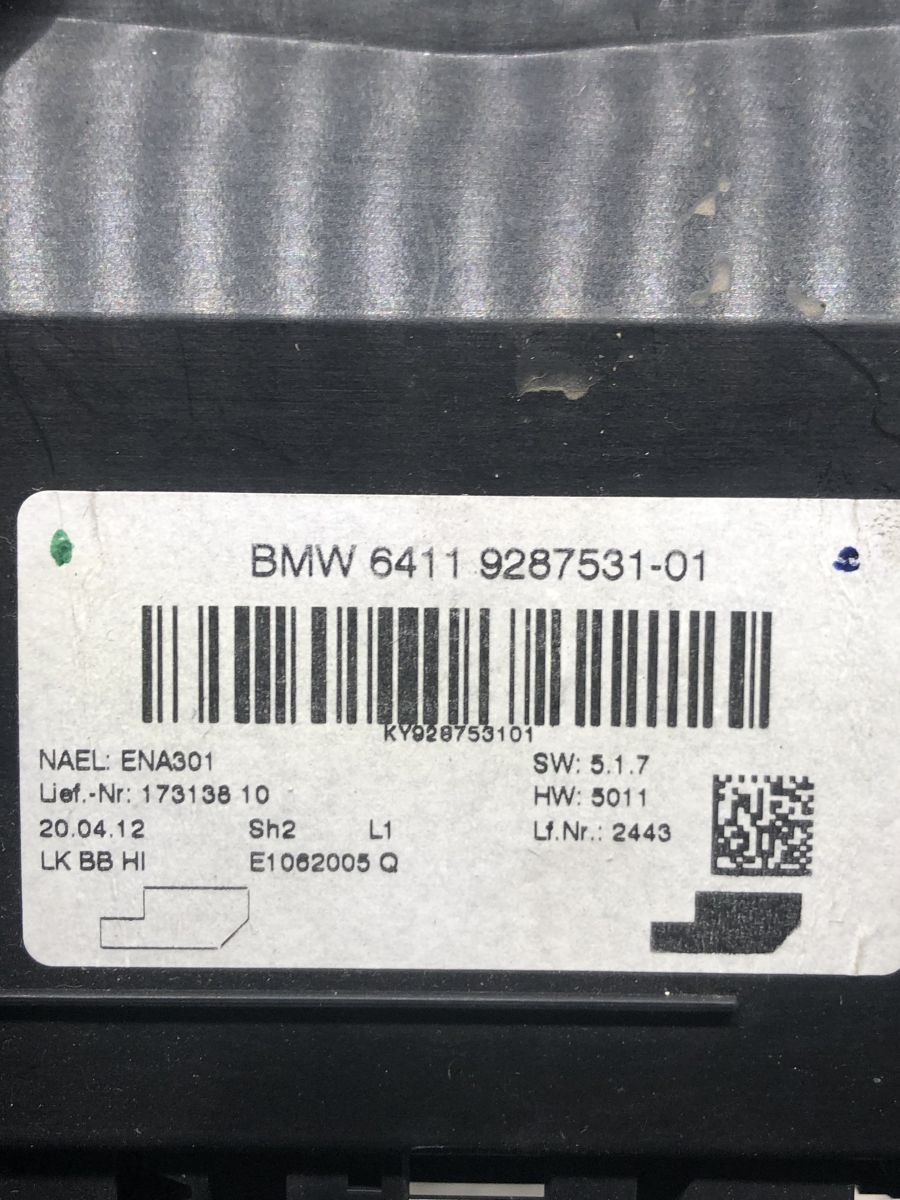 BMW 6411 9287531-01
KY928753101
NAEL: ENA301
SW: 5.1.7
Lief.-Nr: 173138 10
HW: 5011
20.04.12 Sh2 L1
Lf.Nr.: 2443
LK BB HI E1062005 Q